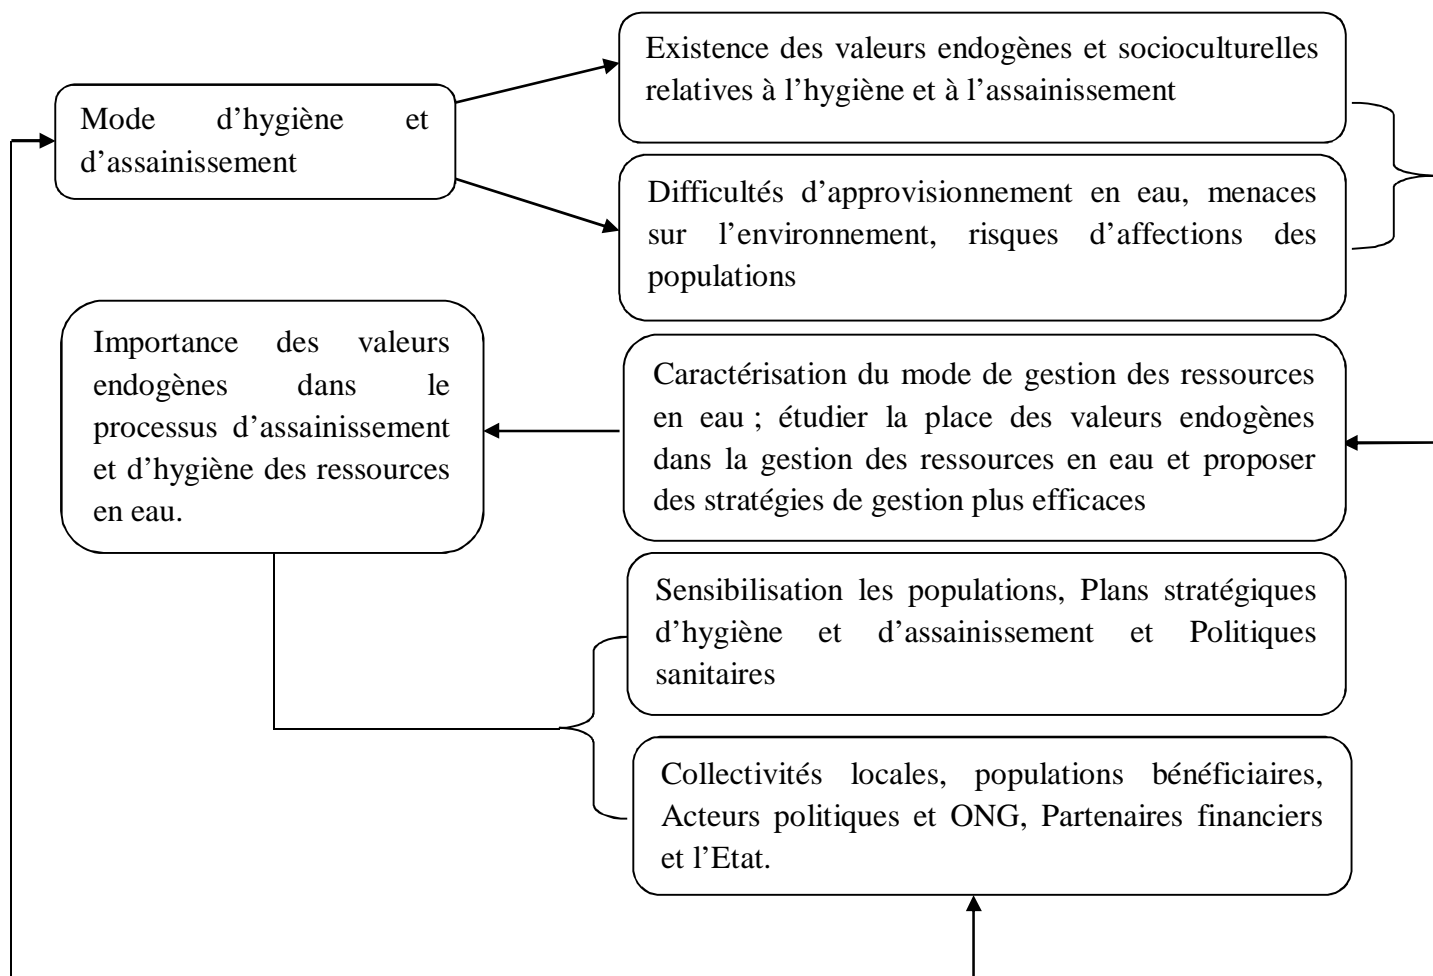 Mode d’hygiène et
d’assainissement
Existence des valeurs endogènes et socioculturelles
relatives à l’hygiène et à l’assainissement
Difficultés d’approvisionnement en eau, menaces
sur l’environnement, risques d’affections des
populations
Importance des valeurs
endogènes dans le
processus d’assainissement
et d’hygiène des ressources
en eau.
Caractérisation du mode de gestion des ressources
en eau ; étudier la place des valeurs endogènes
dans la gestion des ressources en eau et proposer
des stratégies de gestion plus efficaces
Sensibilisation les populations, Plans stratégiques
d’hygiène et d’assainissement et Politiques
sanitaires
Collectivités locales, populations bénéficiaires,
Acteurs politiques et ONG, Partenaires financiers
et l’Etat.